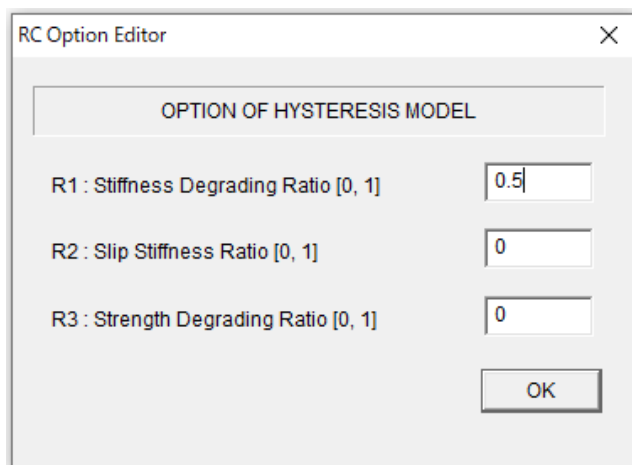 RC Option Editor
OPTION OF HYSTERESIS MODEL
R1 : Stiffness Degrading Ratio [0, 1] 0.5
R2 : Slip Stiffness Ratio [0, 1] 0
R3 : Strength Degrading Ratio [0, 1] 0
OK